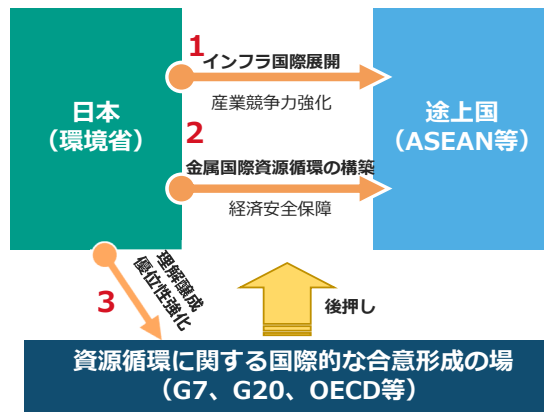 1
インフラ国際展開
産業競争力強化
日本
（環境省）
途上国
（ASEAN等）
2
金属国際資源循環の構築
経済安全保障
3
理解醸成
優位性強化
後押し
資源循環に関する国際的な合意形成の場
（G7、G20、OECD等）